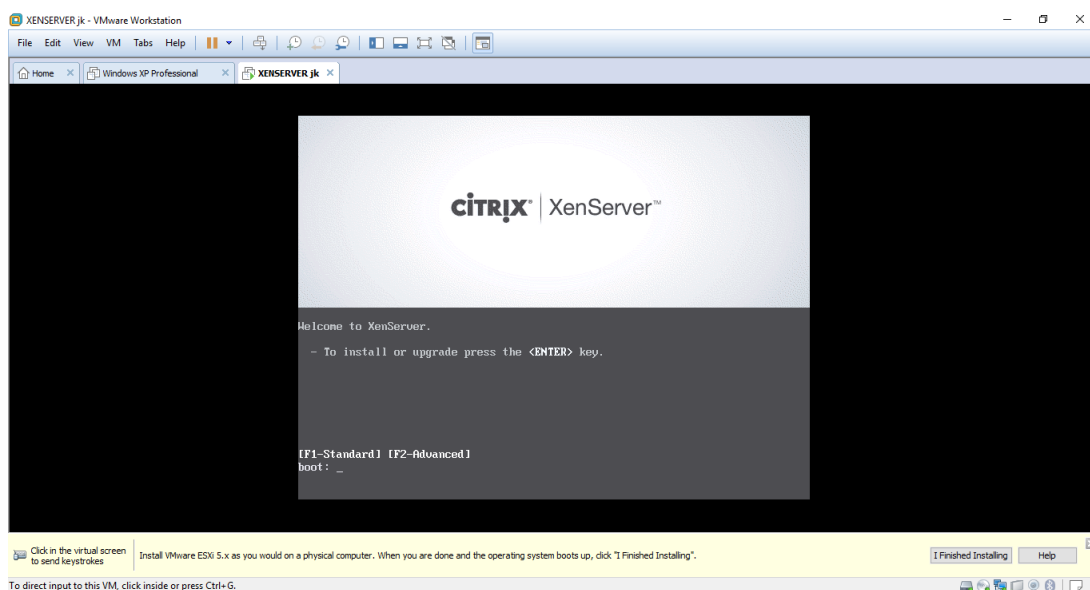 XENSERVER jk - VMware Workstation
File Edit View VM Tabs Help
Home Windows XP Professional XENSERVER jk
CİTRIX® XenServer™
Welcome to XenServer.
- To install or upgrade press the <ENTER> key.
[F1-Standard] [F2-Advanced]
boot: _
Click in the virtual screen
to send keystrokes
Install VMware ESXi 5.x as you would on a physical computer. When you are done and the operating system boots up, click "I Finished Installing".
I Finished Installing Help
To direct input to this VM, click inside or press Ctrl+G.